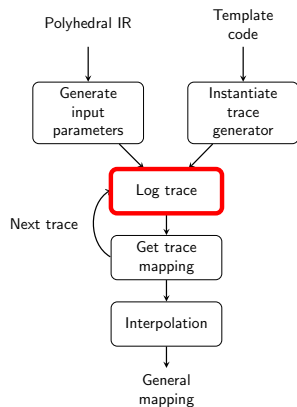 Polyhedral IR
Template
code
Generate
input
parameters
Instantiate
trace
generator
Log trace
Next trace
Get trace
mapping
Interpolation
General
mapping